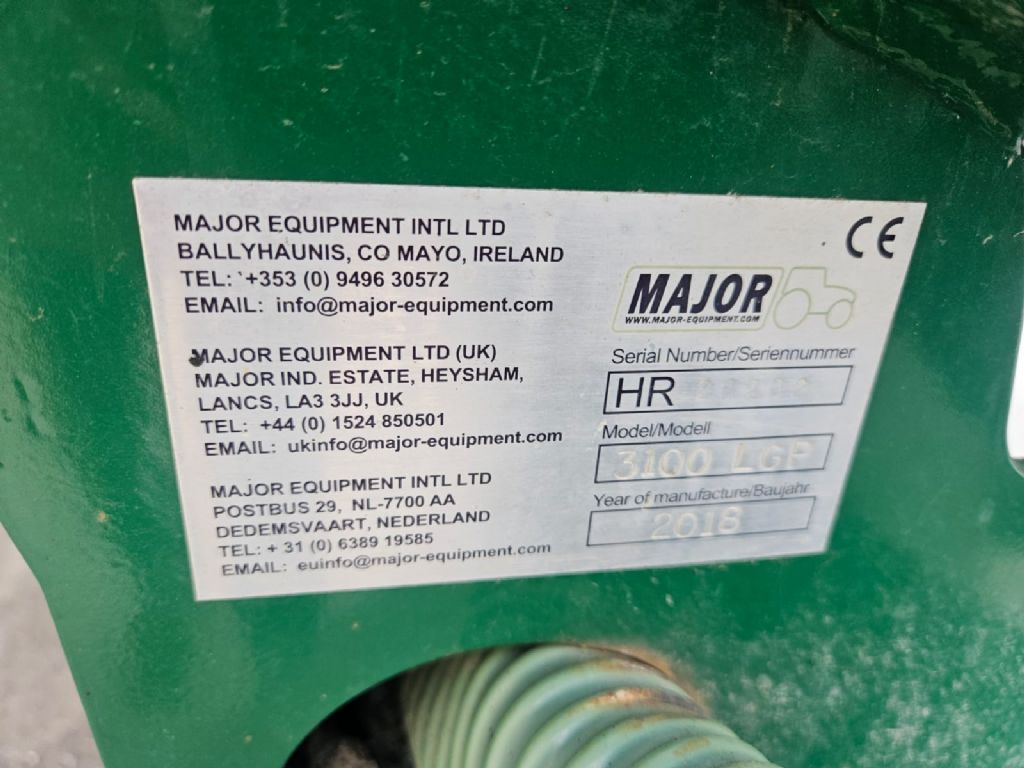 MAJOR EQUIPMENT INTL LTD
BALLYHAUNIS, CO MAYO, IRELAND
TEL: +353 (0) 9496 30572
EMAIL: info@major-equipment.com
MAJOR EQUIPMENT LTD (UK)
MAJOR IND. ESTATE, HEYSHAM,
LANCS, LA3 3JJ, UK
TEL: +44 (0) 1524 850501
EMAIL: ukinfo@major-equipment.com
MAJOR EQUIPMENT INTL LTD
POSTBUS 29, NL-7700 AA
DEDEMSVAART, NEDERLAND
TEL: + 31 (0) 6389 19585
EMAIL: euinfo@major-equipment.com
CE
MAJOR
WWW.MAJOR-EQUIPMENT.COM
Serial Number/Seriennummer
HR
Model/Modell
3100 LGP
Year of manufacture/Baujahr
2018